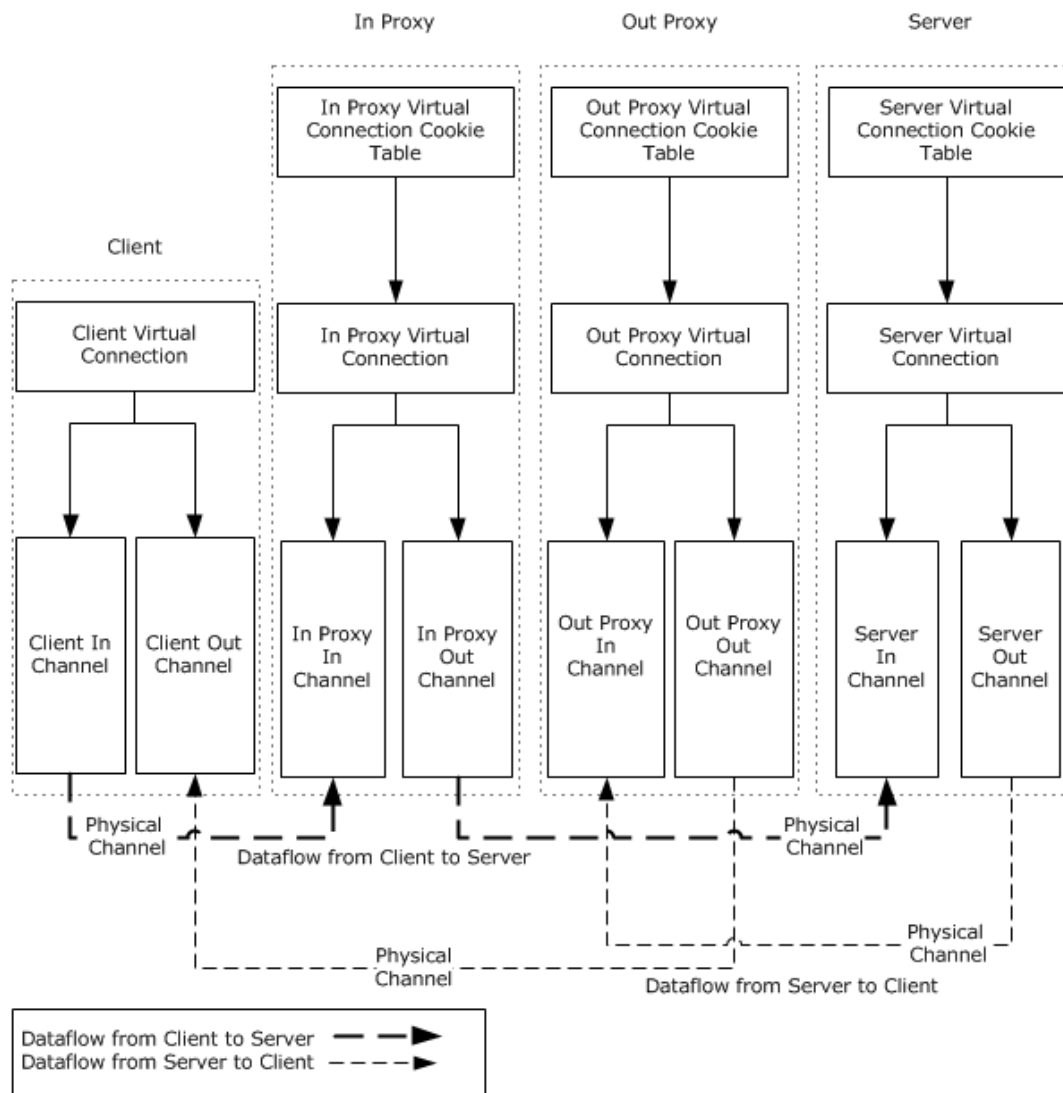 In Proxy
Out Proxy
Server
In Proxy Virtual
Connection Cookie
Table
Out Proxy Virtual
Connection Cookie
Table
Server Virtual
Connection Cookie
Table
Client
Client Virtual
Connection
In Proxy Virtual
Connection
Out Proxy Virtual
Connection
Server Virtual
Connection
Client In
Channel
Client Out
Channel
In Proxy
In
Channel
In Proxy
Out
Channel
Out Proxy
In
Channel
Out Proxy
Out
Channel
Server
In
Channel
Server
Out
Channel
Physical
Channel
Dataflow from Client to Server
Physical
Channel
Physical
Channel
Physical
Channel
Dataflow from Server to Client
Dataflow from Client to Server
Dataflow from Server to Client